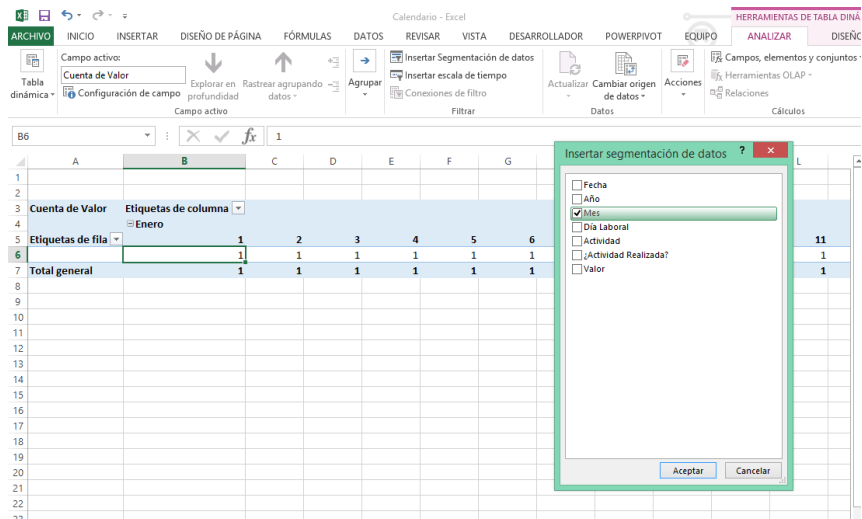 Calendario - Excel
HERRAMIENTAS DE TABLA DINÁ
ARCHIVO INICIO INSERTAR DISEÑO DE PÁGINA FÓRMULAS DATOS REVISAR VISTA DESARROLLADOR POWERPIVOT EQUIPO ANALIZAR DISEÑO
Tabla dinámica
Campo activo:
Cuenta de Valor
Configuración de campo
Explorar en profundidad
Rastrear agrupando datos
Campo activo
Agrupar
Insertar Segmentación de datos
Insertar escala de tiempo
Conexiones de filtro
Filtrar
Actualizar
Cambiar origen de datos
Datos
Acciones
Campos, elementos y conjuntos
Herramientas OLAP
Relaciones
Cálculos
B6 fx 1
A B C D E F G L
1
2
3 Cuenta de Valor Etiquetas de columna
4 Enero
5 Etiquetas de fila 1 2 3 4 5 6 11
6 1 1 1 1 1 1 1
7 Total general 1 1 1 1 1 1 1
8
9
10
11
12
13
14
15
16
17
18
19
20
21
22
23
Insertar segmentación de datos ? ×
Fecha
Año
Mes
Día Laboral
Actividad
¿Actividad Realizada?
Valor
Aceptar Cancelar